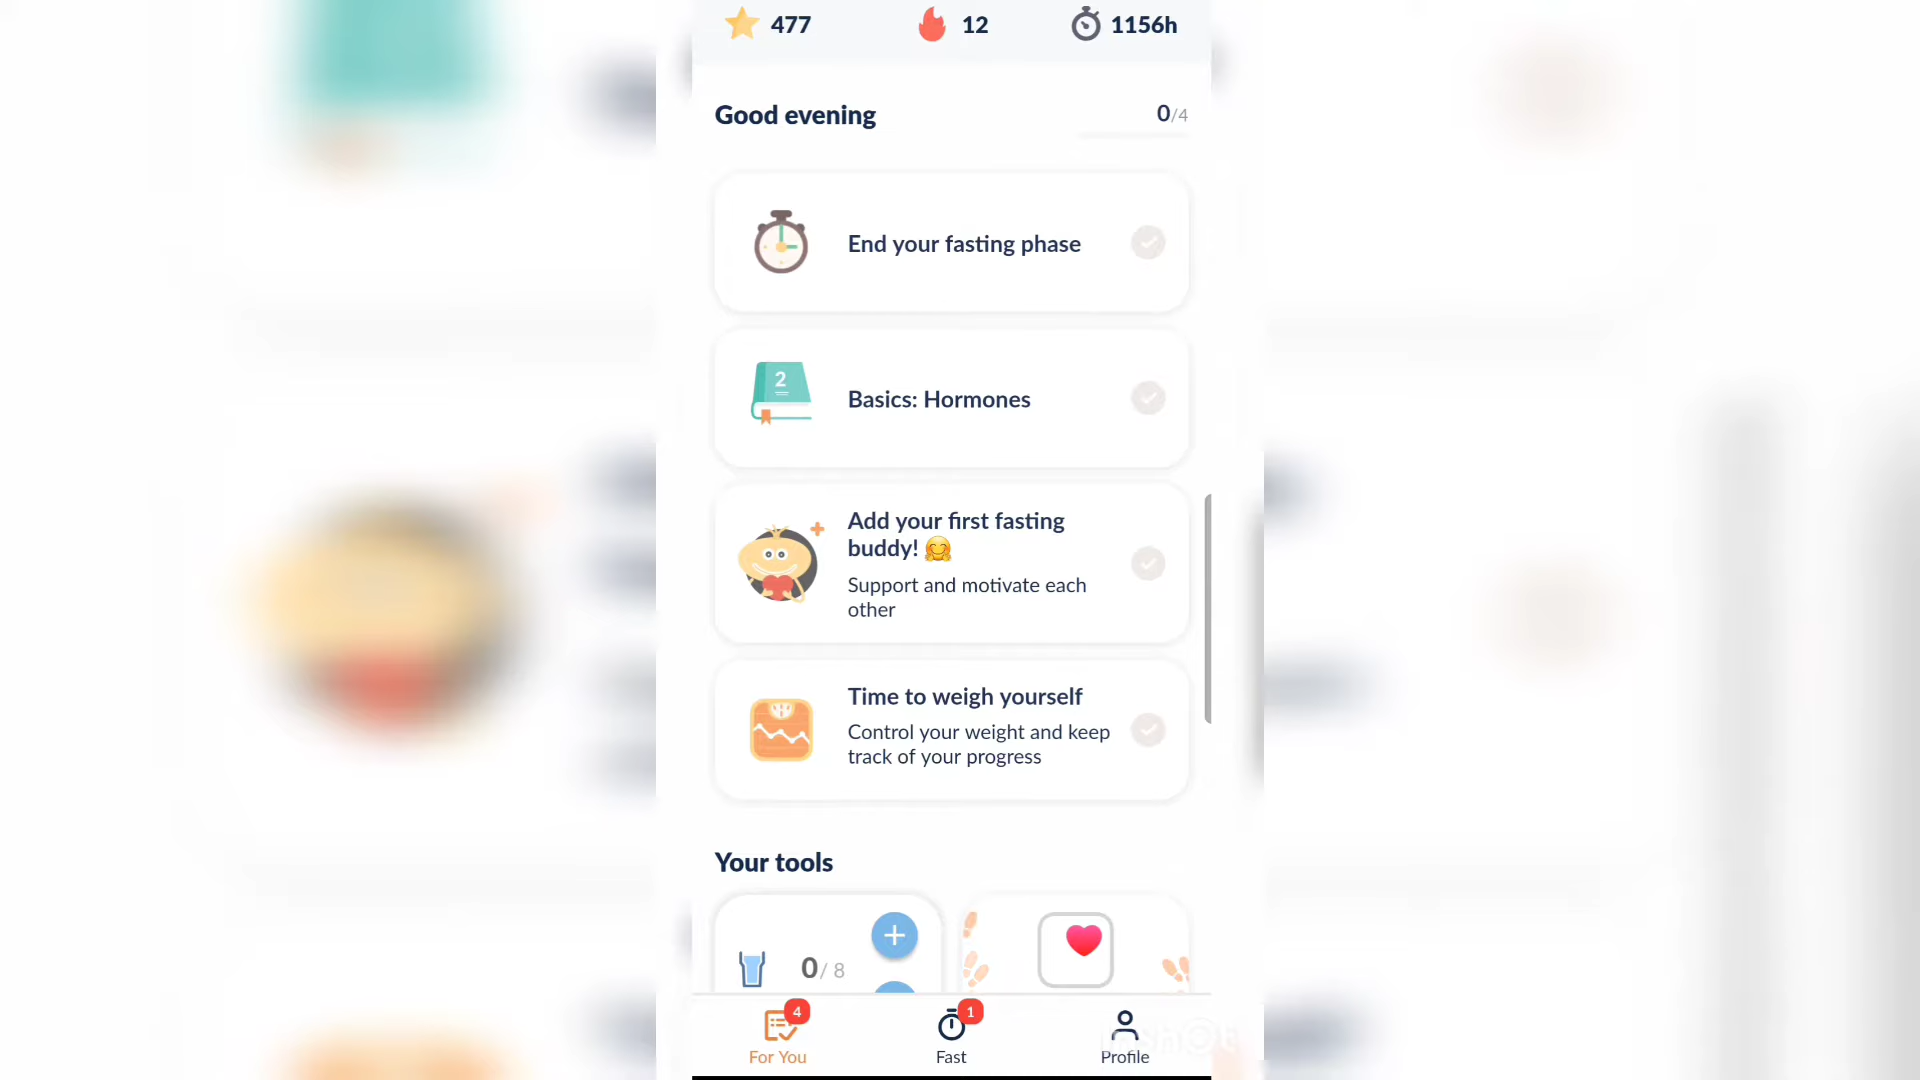 477
12
1156h
Good evening
0/4
End your fasting phase
2
Basics: Hormones
Add your first fasting
buddy! 🤗
Support and motivate each
other
Time to weigh yourself
Control your weight and keep
track of your progress
Your tools
0/ 8
4
1
For You
Fast
Profile